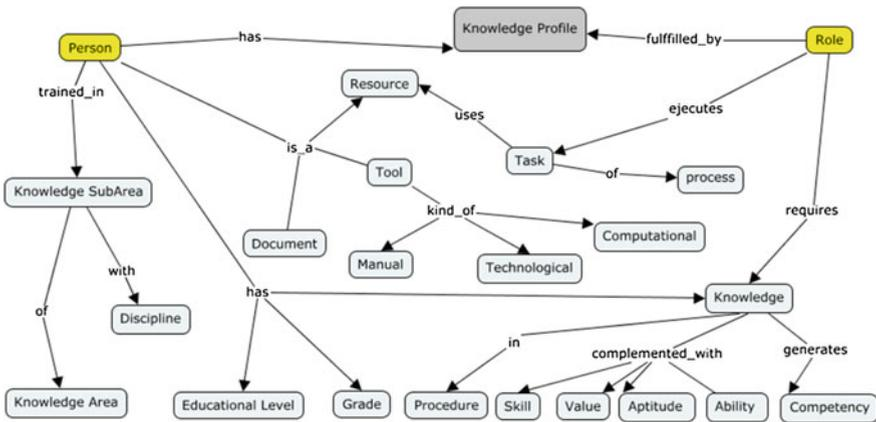 Knowledge Profile
Person
has
fulffilled_by
Role
trained_in
Resource
uses
ejecutes
is_a
Task
of
process
Tool
Knowledge SubArea
kind_of
requires
Document
Manual
Technological
Computational
with
has
Knowledge
of
Discipline
in
complemented_with
generates
Knowledge Area
Educational Level
Grade
Procedure
Skill
Value
Aptitude
Ability
Competency